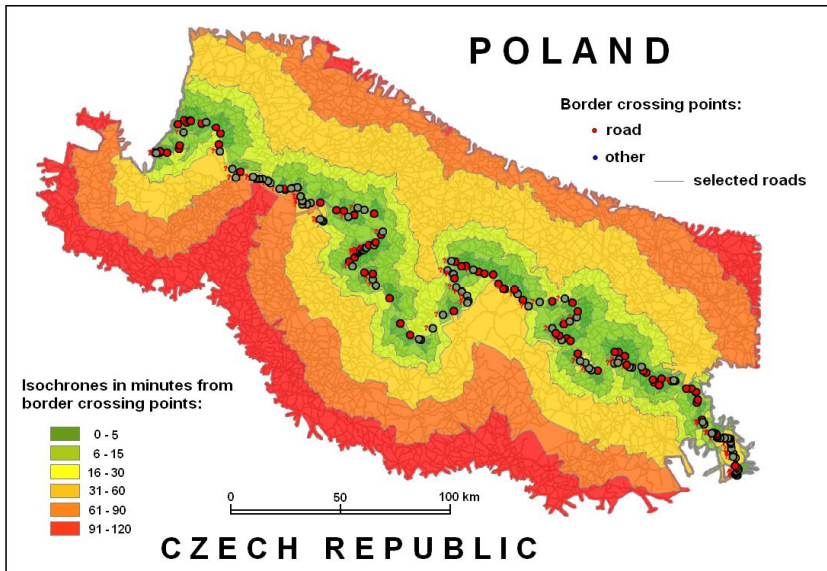 POLAND
Border crossing points:
road
other
selected roads
Isochrones in minutes from
border crossing points:
0 - 5
6 - 15
16 - 30
31 - 60
61 - 90
91 - 120
0 50 100 km
CZECH REPUBLIC